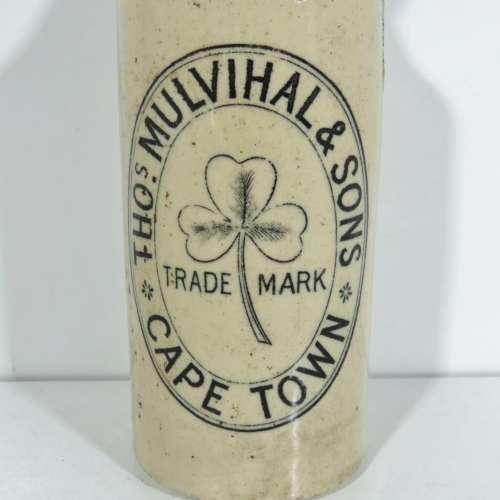 THOS. MULVIHAL & SONS
TRADE MARK
* CAPE TOWN *